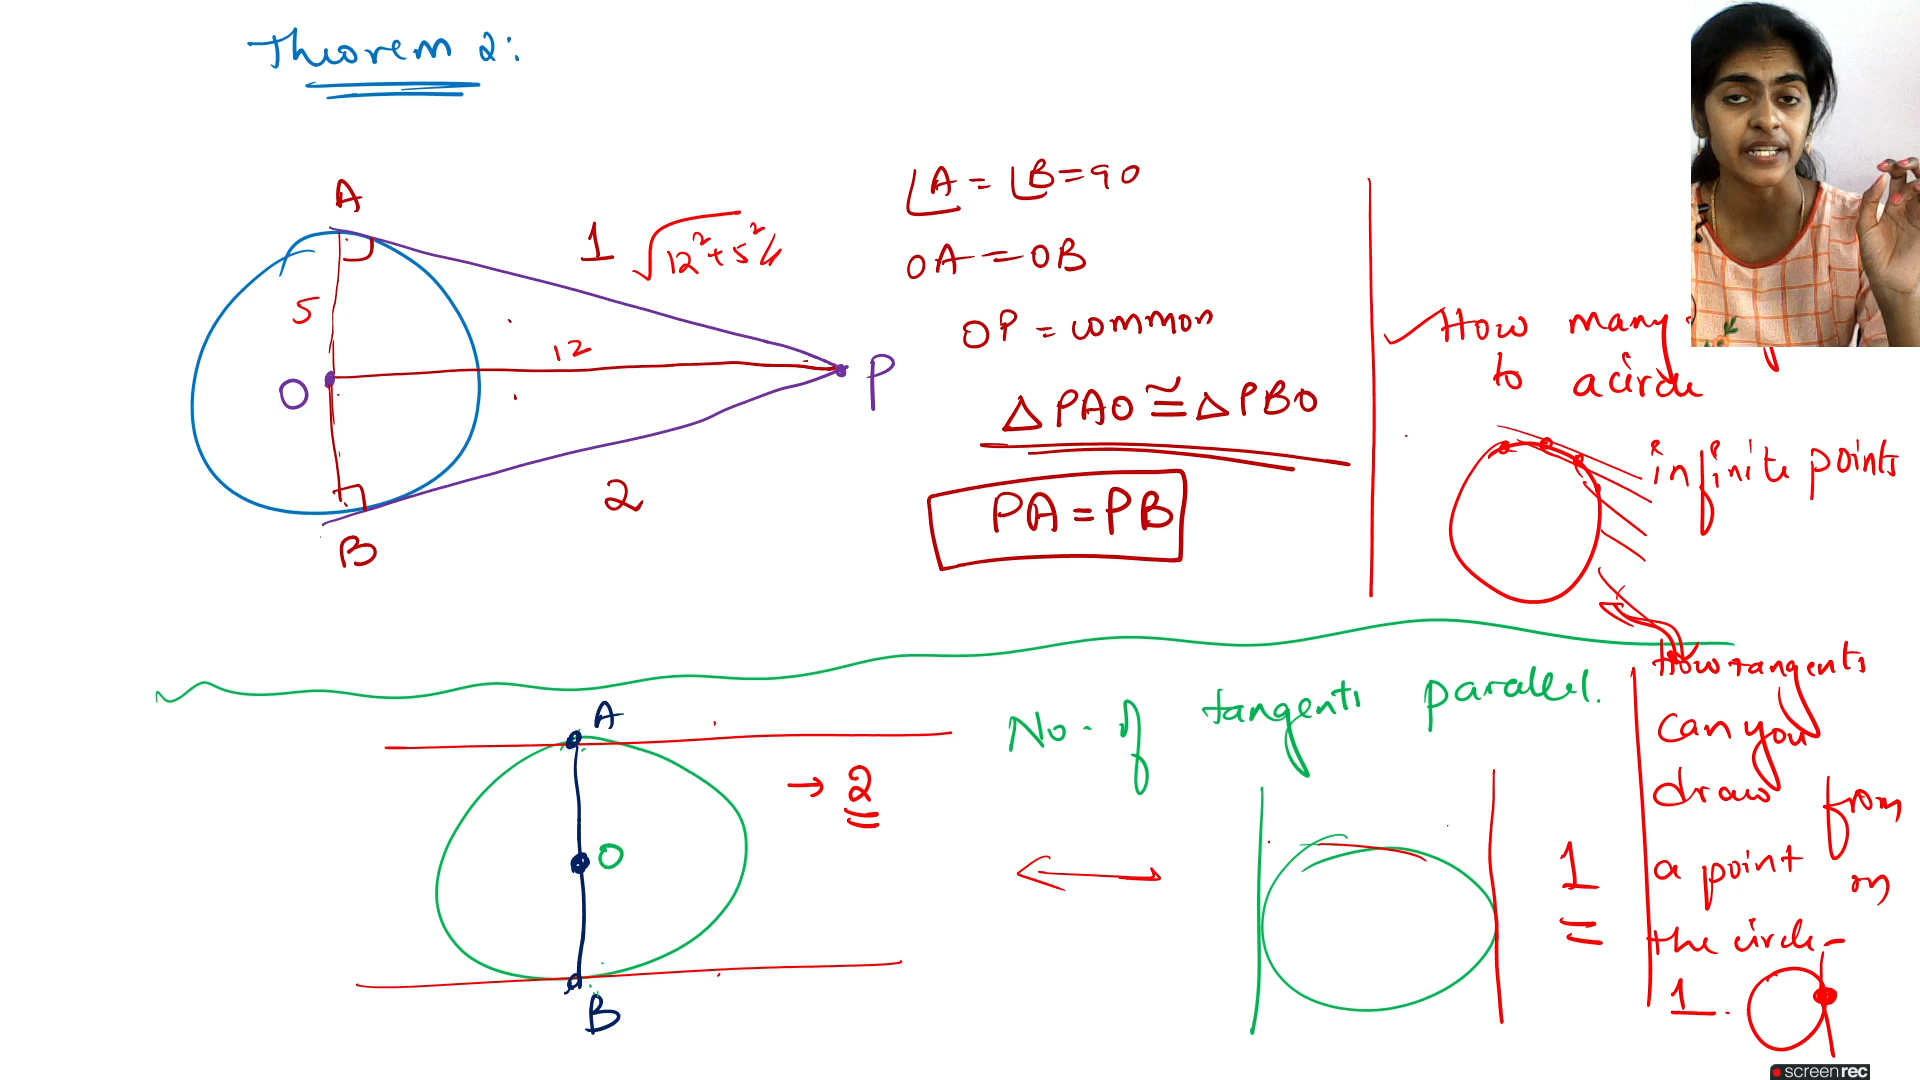 Theorem 2:
A
1 √12²+5²
5
12
O
P
2
B
∠A = ∠B = 90
OA = OB
OP = common
△PAO ≅ △PBO
PA = PB
How many
to a circle
infinite points
No. of tangents parallel.
A
→ 2
O
B
1
How tangents
can you
draw from
a point on
the circle-
1.
screenrec